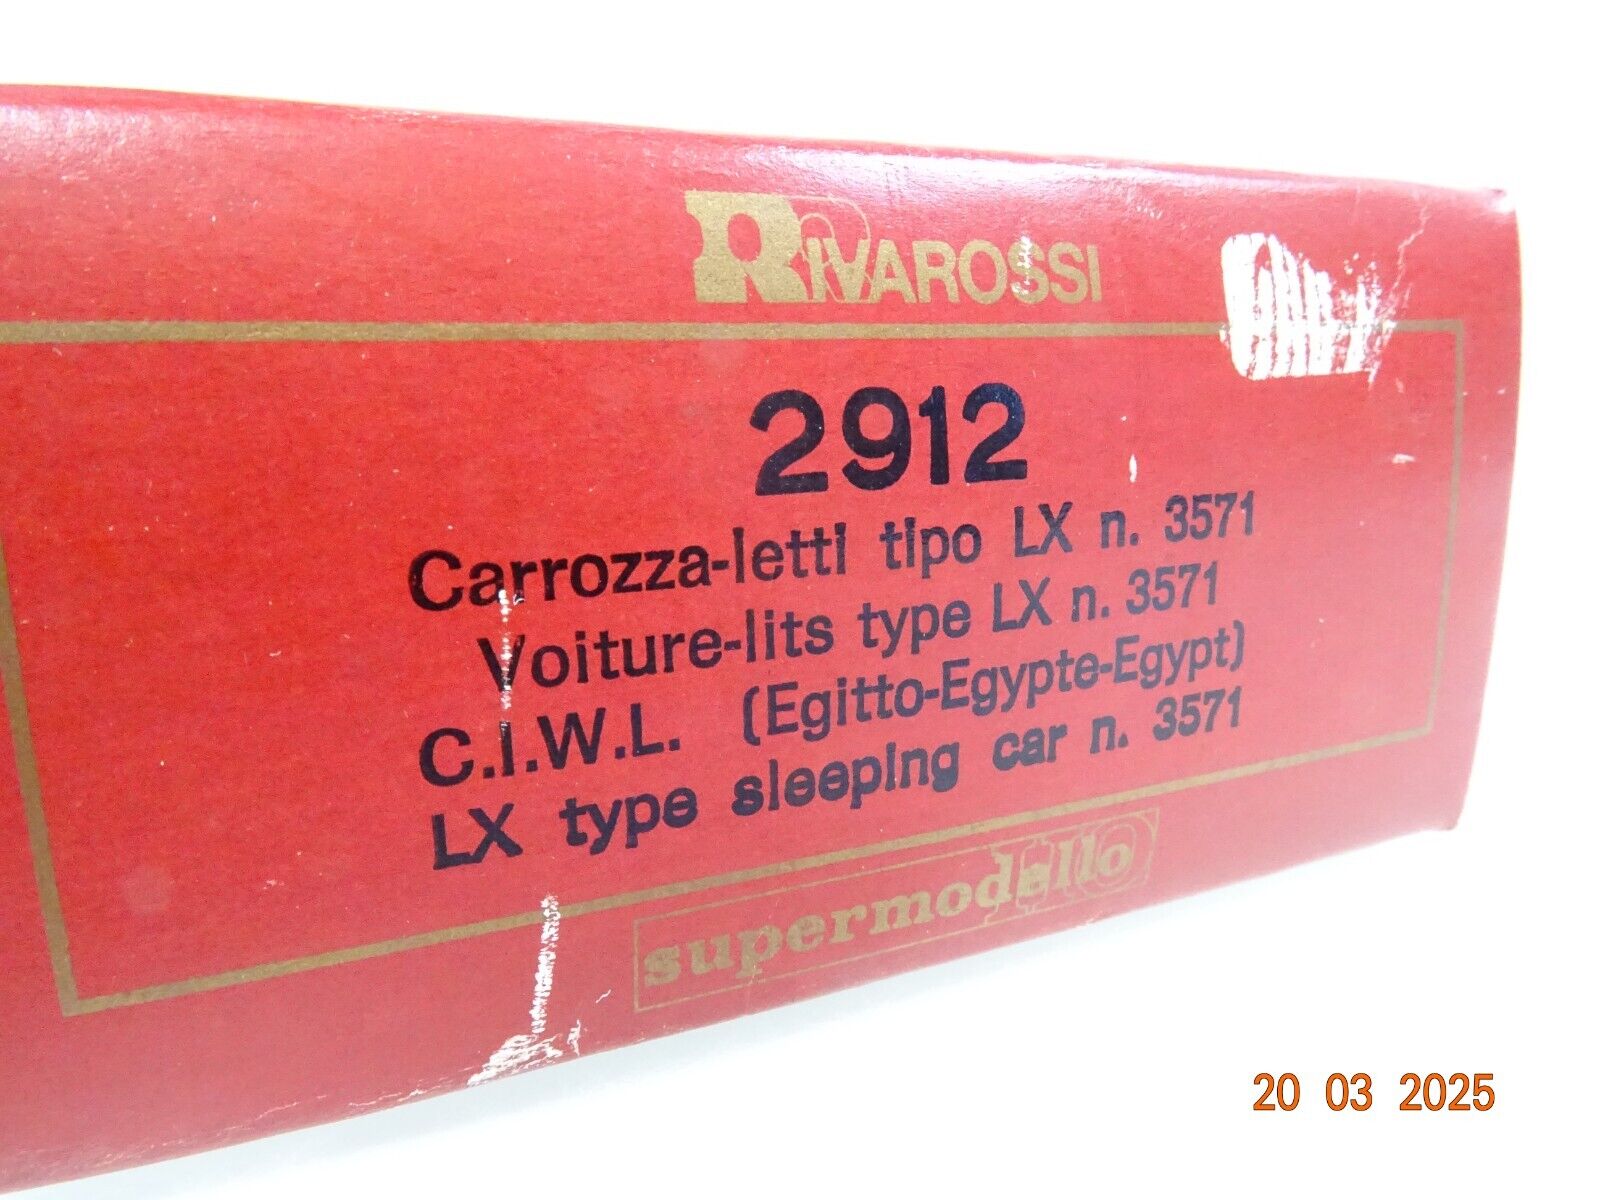 RIVAROSSI
2912
Carrozza-letti tipo LX n. 3571
Voiture-lits type LX n. 3571
C.I.W.L. (Egitto-Egypte-Egypt)
LX type sleeping car n. 3571
supermodello HO
20 03 2025